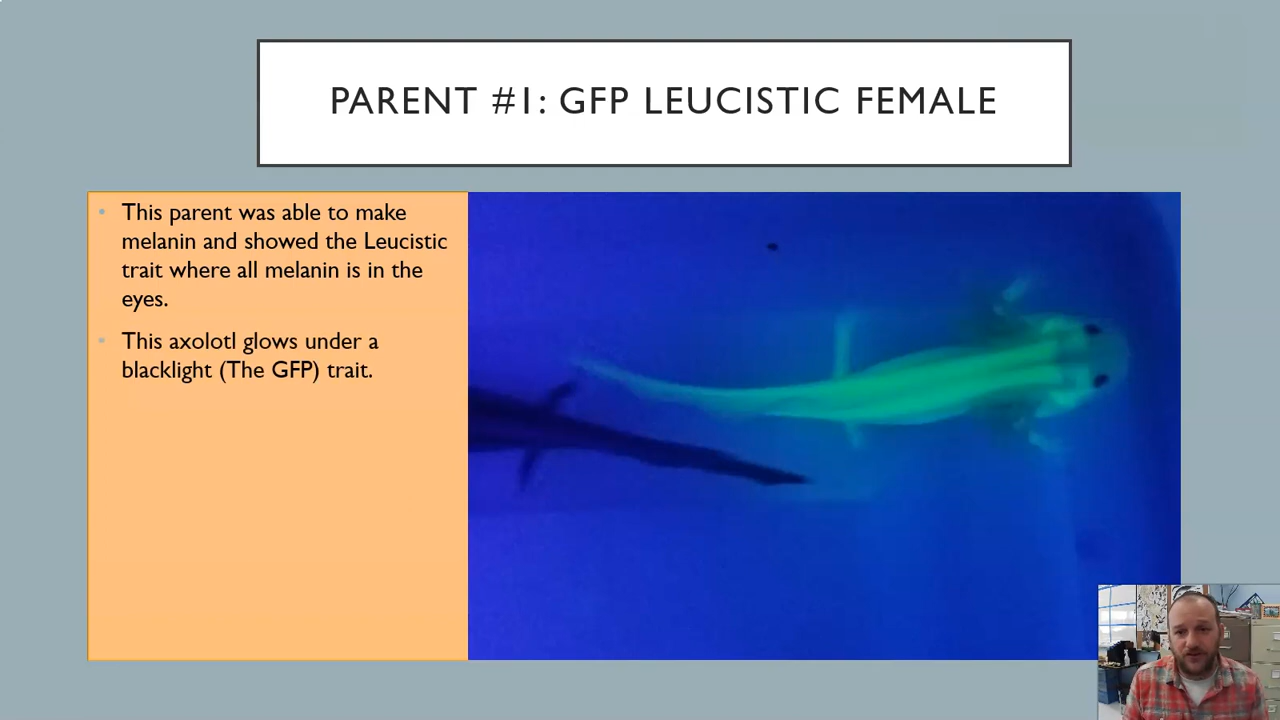 PARENT #1: GFP LEUCISTIC FEMALE
• This parent was able to make
melanin and showed the Leucistic
trait where all melanin is in the
eyes.
• This axolotl glows under a
blacklight (The GFP) trait.